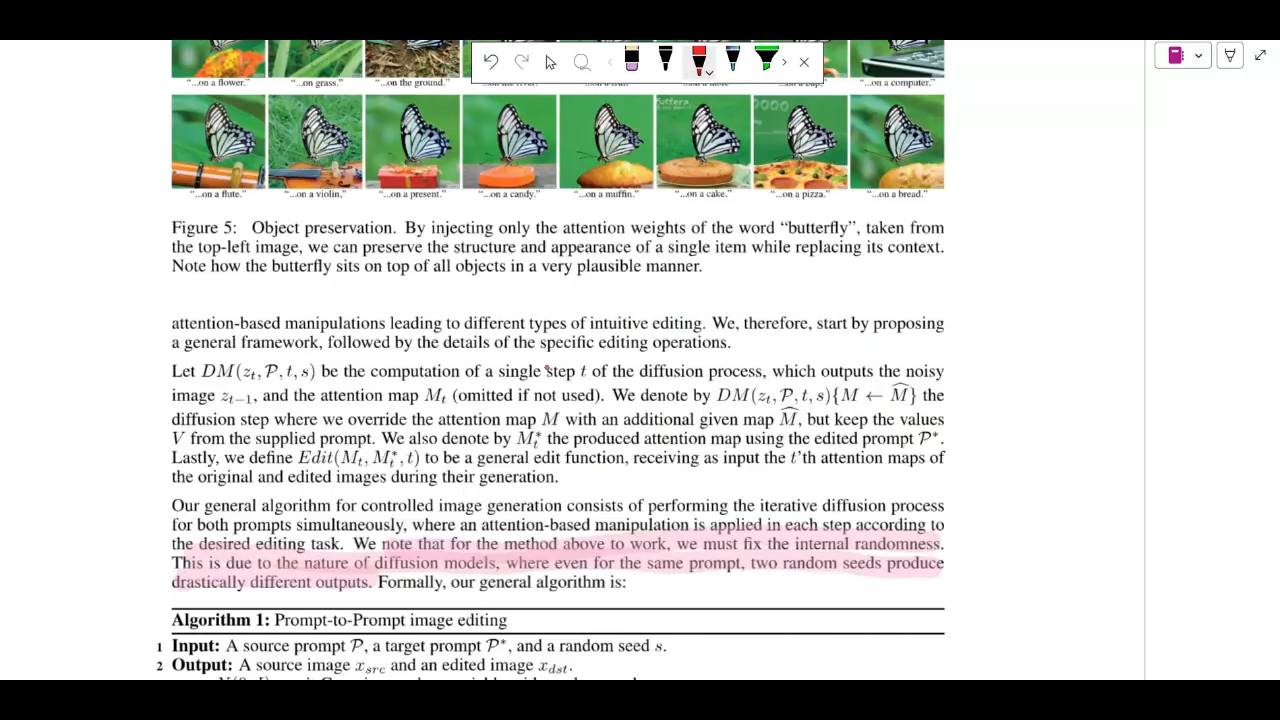 "...on a flower."
"...on grass."
"...on the ground."
"...on a computer."
"...on a flute."
"...on a violin,"
"...on a present."
"...on a candy."
"...on a muffin."
"...on a cake."
"...on a pizza."
"...on a bread."
Figure 5: Object preservation. By injecting only the attention weights of the word “butterfly”, taken from
the top-left image, we can preserve the structure and appearance of a single item while replacing its context.
Note how the butterfly sits on top of all objects in a very plausible manner.
attention-based manipulations leading to different types of intuitive editing. We, therefore, start by proposing
a general framework, followed by the details of the specific editing operations.
Let DM(z_t, P, t, s) be the computation of a single step t of the diffusion process, which outputs the noisy
image z_{t−1}, and the attention map M_t (omitted if not used). We denote by DM(z_t, P, t, s){M ← M̂} the
diffusion step where we override the attention map M with an additional given map M̂, but keep the values
V from the supplied prompt. We also denote by M_t^* the produced attention map using the edited prompt P*.
Lastly, we define Edit(M_t, M_t^*, t) to be a general edit function, receiving as input the t’th attention maps of
the original and edited images during their generation.
Our general algorithm for controlled image generation consists of performing the iterative diffusion process
for both prompts simultaneously, where an attention-based manipulation is applied in each step according to
the desired editing task. We note that for the method above to work, we must fix the internal randomness.
This is due to the nature of diffusion models, where even for the same prompt, two random seeds produce
drastically different outputs. Formally, our general algorithm is:
Algorithm 1: Prompt-to-Prompt image editing
1 Input: A source prompt P, a target prompt P*, and a random seed s.
2 Output: A source image x_{src} and an edited image x_{dst}.